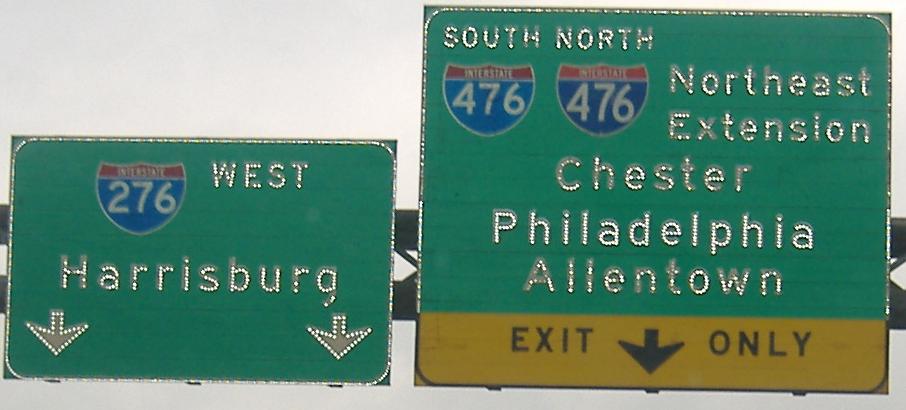 INTERSTATE
276 WEST
Harrisburg
SOUTH NORTH
INTERSTATE INTERSTATE
476 476 Northeast
Extension
Chester
Philadelphia
Allentown
EXIT ONLY